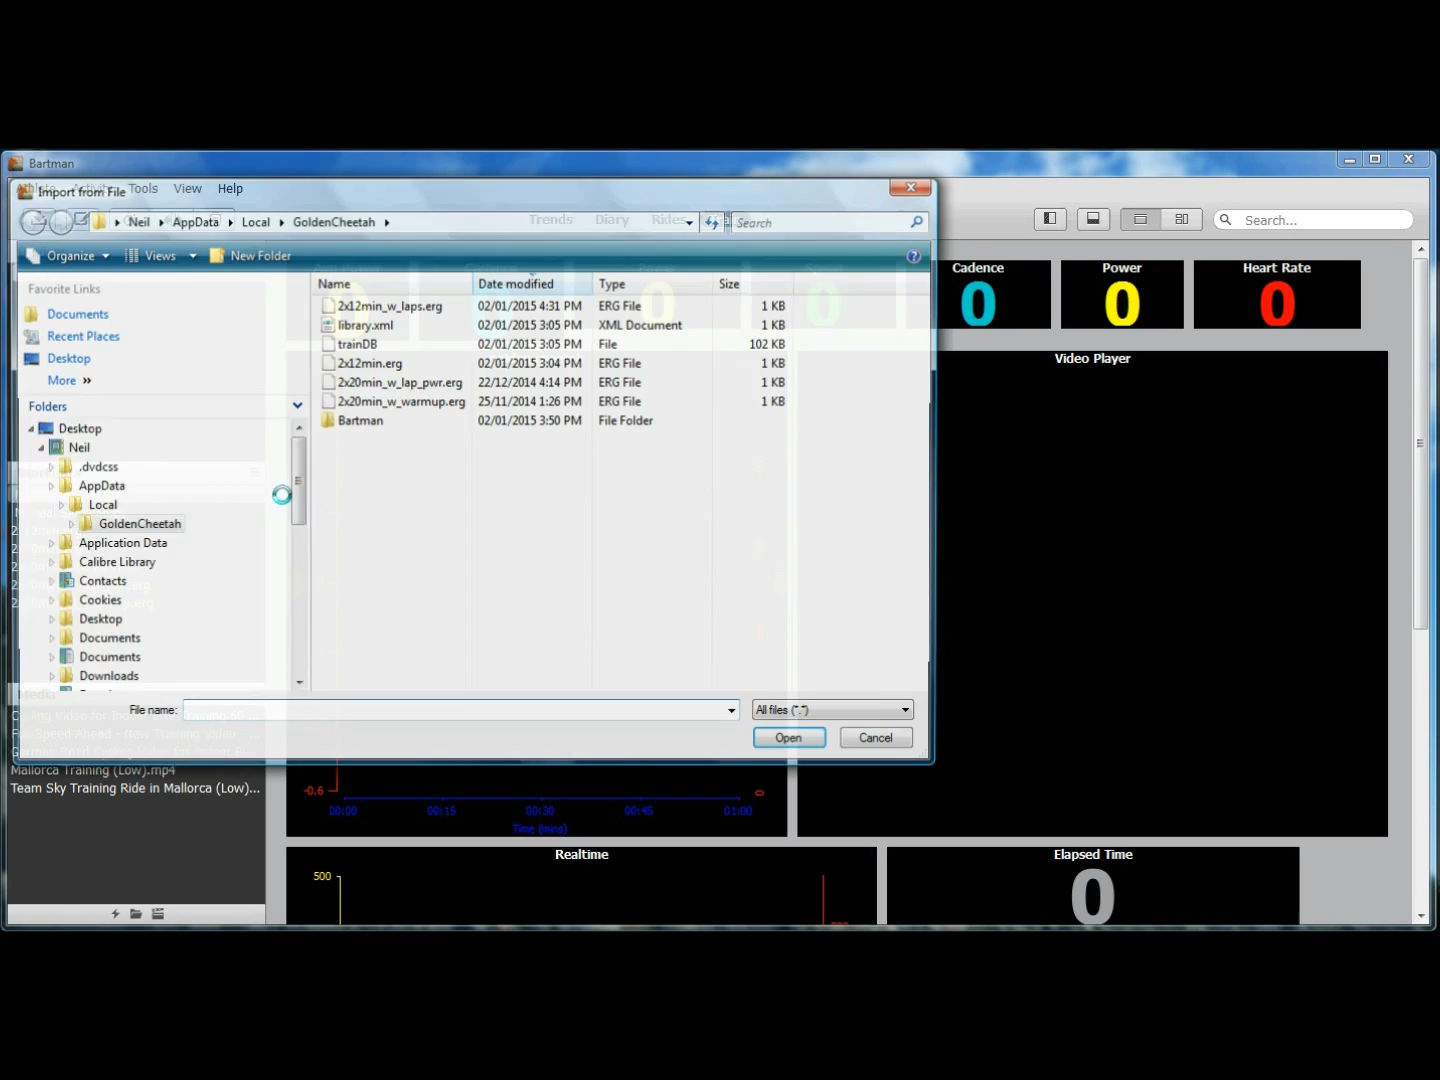 Bartman
Import from File
Tools View Help
Neil AppData Local GoldenCheetah
Search
Trends Diary Rides
Search...
Organize Views New Folder
Favorite Links
Documents
Recent Places
Desktop
More »
Folders
Desktop
Neil
.dvdcss
AppData
Local
GoldenCheetah
Application Data
Calibre Library
Contacts
Cookies
Desktop
Documents
Documents
Downloads
Name Date modified Type Size
2x12min_w_laps.erg 02/01/2015 4:31 PM ERG File 1 KB
library.xml 02/01/2015 3:05 PM XML Document 1 KB
trainDB 02/01/2015 3:05 PM File 102 KB
2x12min.erg 02/01/2015 3:04 PM ERG File 1 KB
2x20min_w_lap_pwr.erg 22/12/2014 4:14 PM ERG File 1 KB
2x20min_w_warmup.erg 25/11/2014 1:26 PM ERG File 1 KB
Bartman 02/01/2015 3:50 PM File Folder
File name:
All files (*.*)
Open Cancel
Cadence
0
Power
0
Heart Rate
0
Video Player
Mallorca Training (Low).mp4
Team Sky Training Ride in Mallorca (Low)...
-0.6
0
00:00 00:15 00:30 00:45 01:00
Time (mins)
Realtime
500
Elapsed Time
0